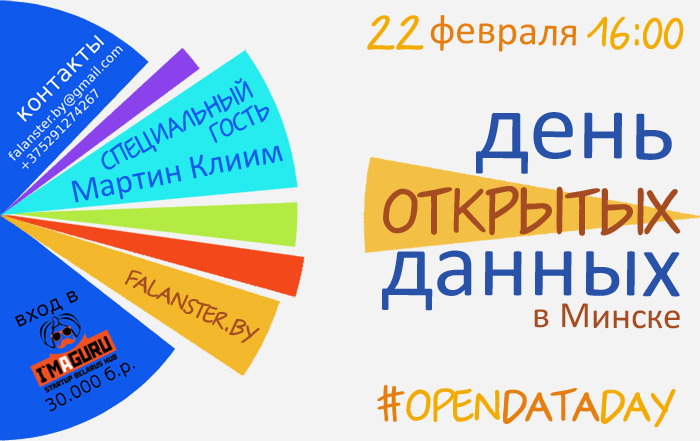 22 февраля 16:00
контакты
falanster.by@gmail.com
+375291274267
СПЕЦИАЛЬНЫЙ
ГОСТЬ
Мартин Клиим
день
ОТКРЫТЫХ
данных
в Минске
FALANSTER.BY
вход в
I'MAGURU
STARTUP BELARUS HUB
30.000 б.р.
#OPENDATADAY